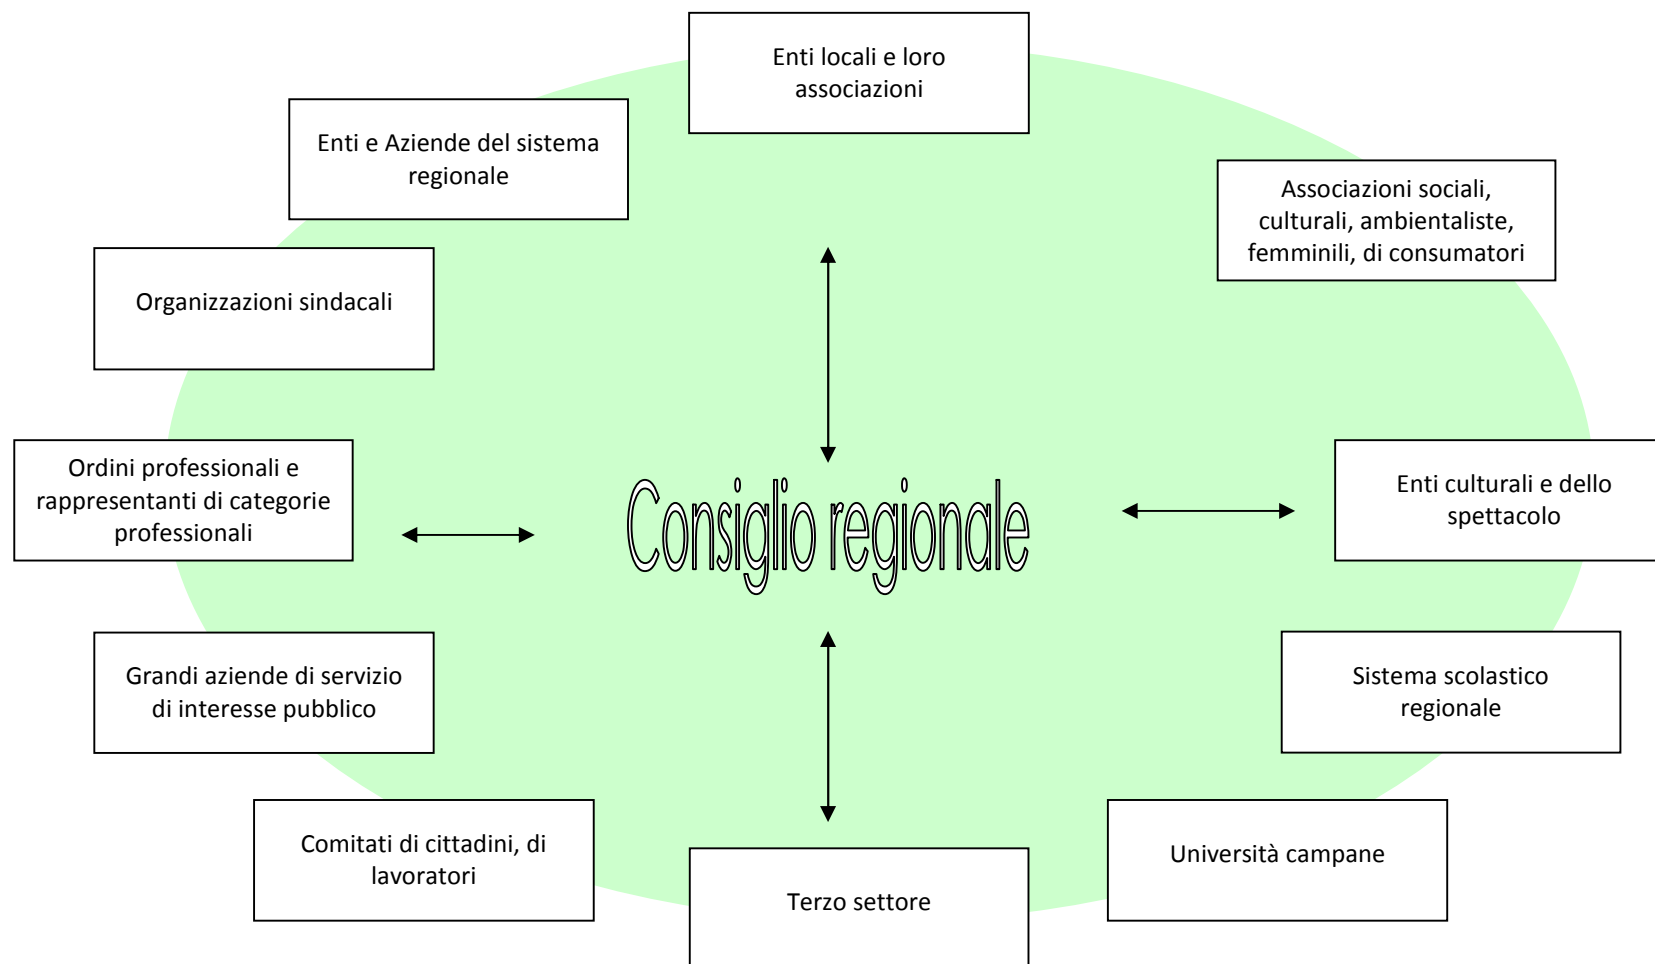 Enti locali e loro
associazioni
Enti e Aziende del sistema
regionale
Associazioni sociali,
culturali, ambientaliste,
femminili, di consumatori
Organizzazioni sindacali
Ordini professionali e
rappresentanti di categorie
professionali
Consiglio regionale
Enti culturali e dello
spettacolo
Grandi aziende di servizio
di interesse pubblico
Sistema scolastico
regionale
Comitati di cittadini, di
lavoratori
Università campane
Terzo settore